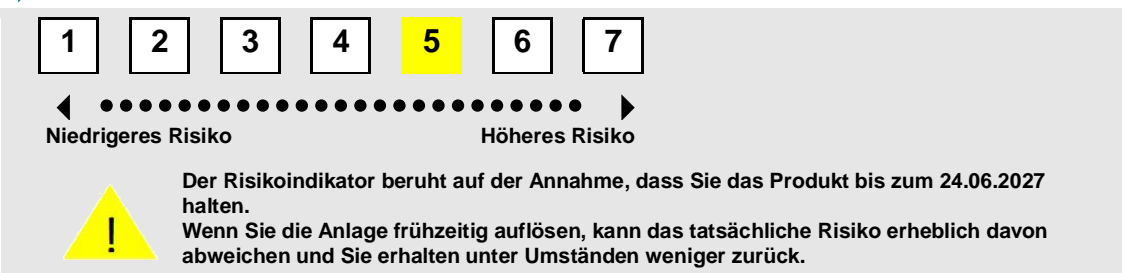 1 2 3 4 5 6 7
Niedrigeres Risiko Höheres Risiko
Der Risikoindikator beruht auf der Annahme, dass Sie das Produkt bis zum 24.06.2027
halten.
Wenn Sie die Anlage frühzeitig auflösen, kann das tatsächliche Risiko erheblich davon
abweichen und Sie erhalten unter Umständen weniger zurück.
!